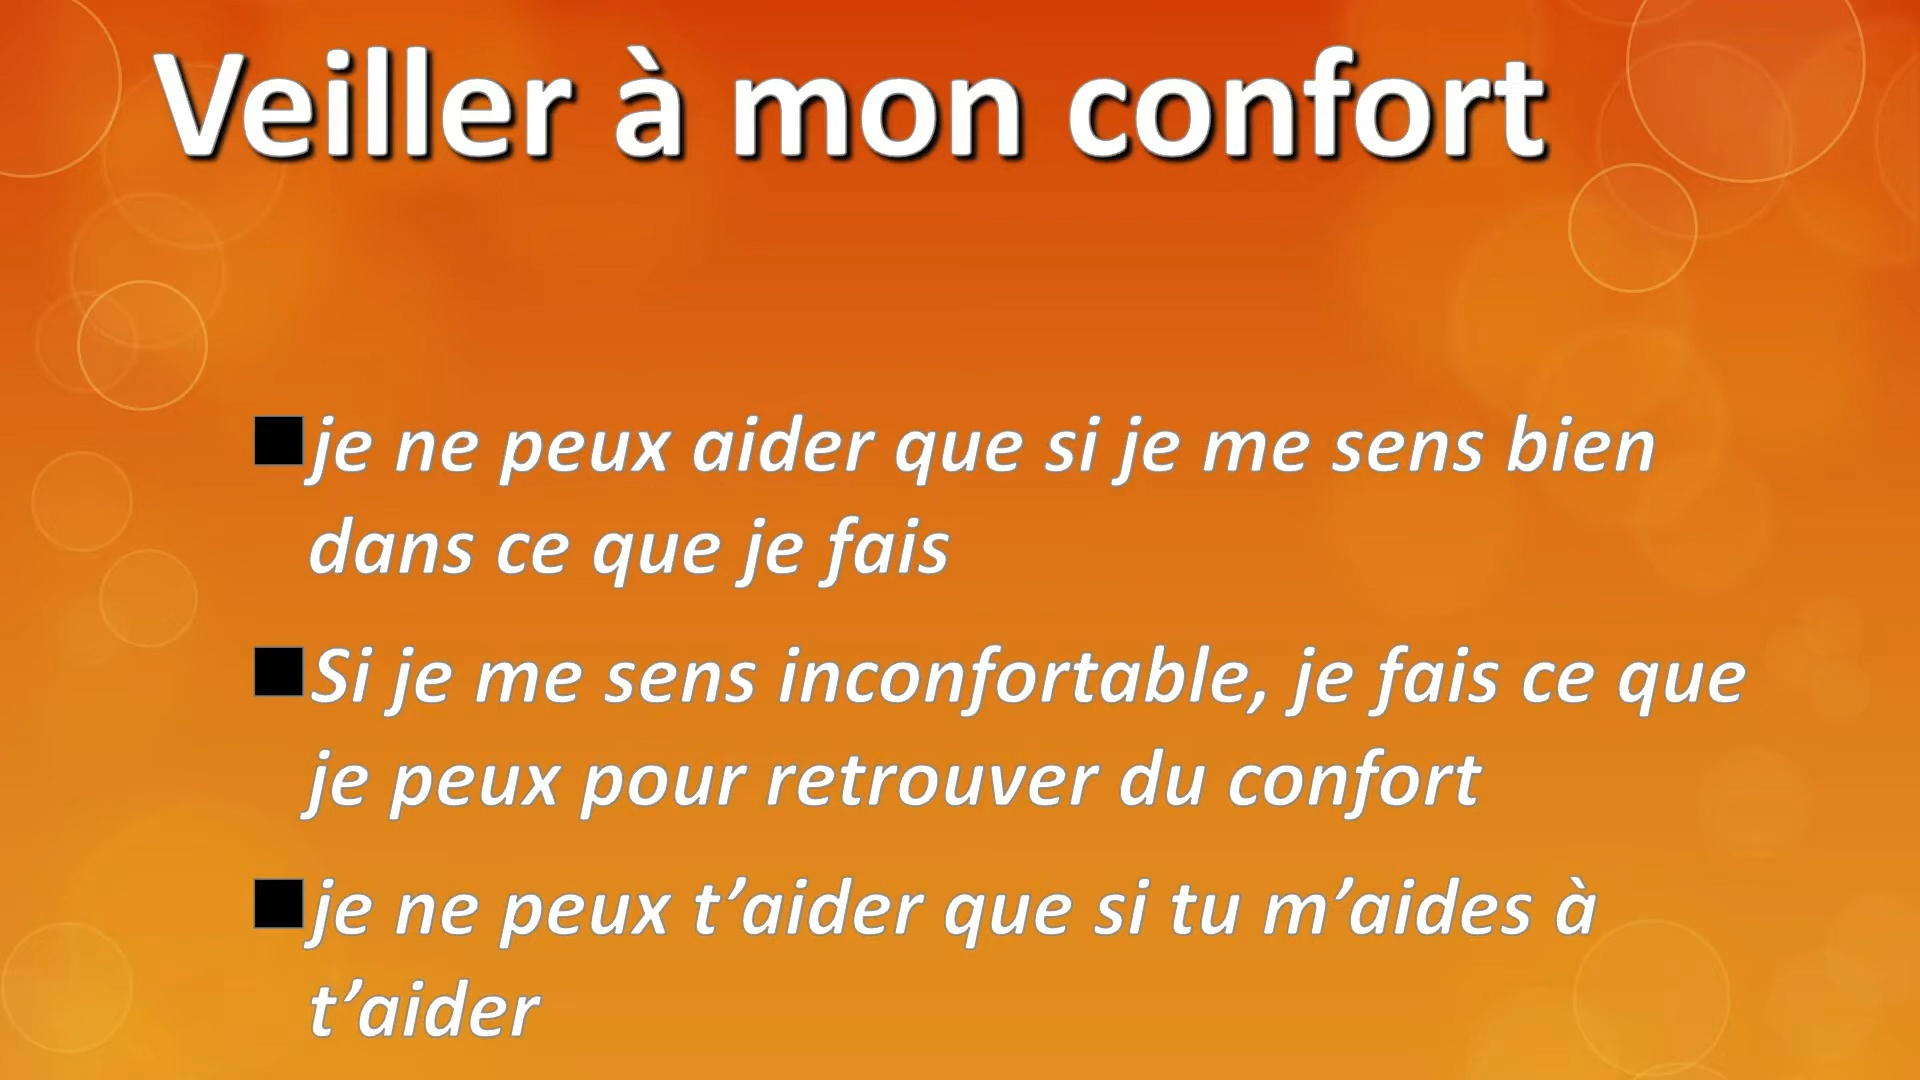 Veiller à mon confort
je ne peux aider que si je me sens bien
dans ce que je fais
Si je me sens inconfortable, je fais ce que
je peux pour retrouver du confort
je ne peux t’aider que si tu m’aides à
t’aider